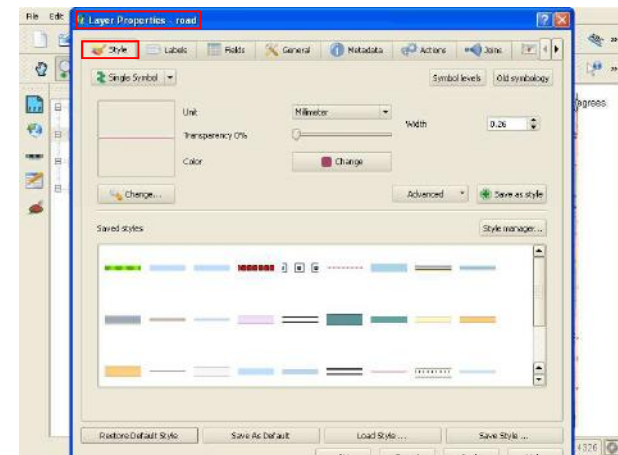 File Edit
Layer Properties - road
Style Labels Fields General Metadata Actions Joins
Single Symbol
Symbol levels Old symbology
Unit Millimeter
Width 0.26
Transparency 0%
Color Change
Change... Advanced Save as style
Saved styles Style manager...
Restore Default Style Save As Default Load Style ... Save Style ...
4326